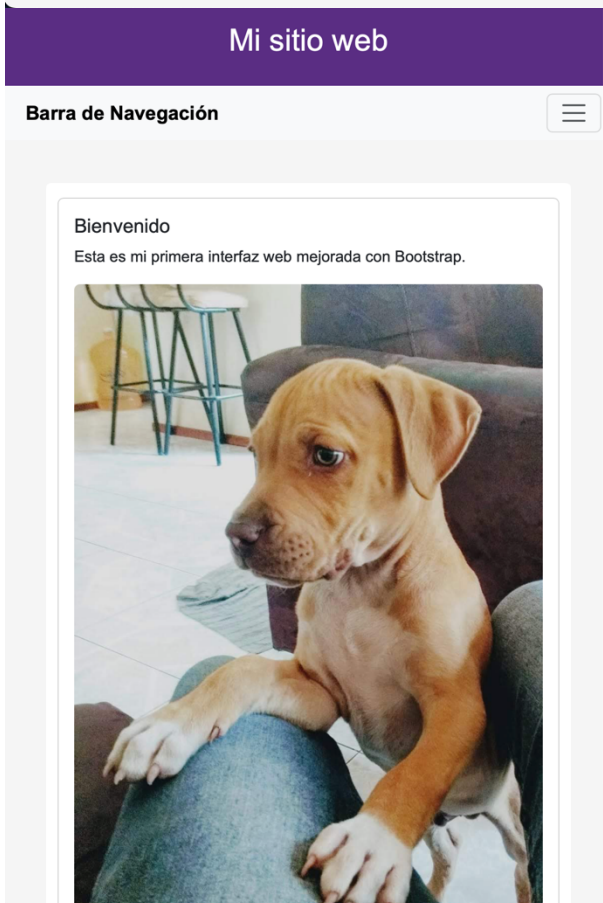 Mi sitio web
Barra de Navegación
Bienvenido
Esta es mi primera interfaz web mejorada con Bootstrap.